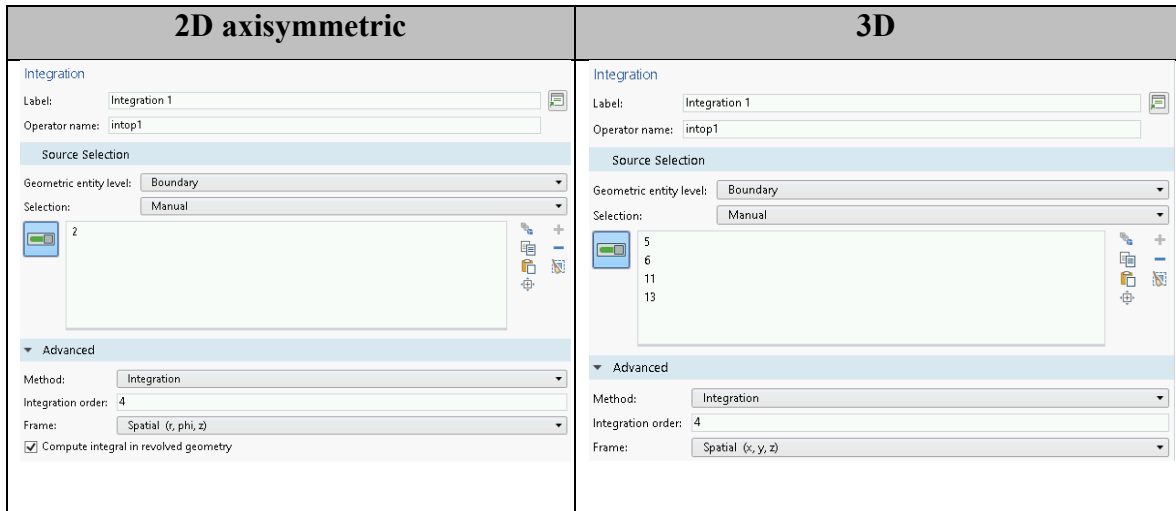 2D axisymmetric
Integration
Label: Integration 1
Operator name: intop1
Source Selection
Geometric entity level: Boundary
Selection: Manual
2
Advanced
Method: Integration
Integration order: 4
Frame: Spatial (r, phi, z)
Compute integral in revolved geometry
3D
Integration
Label: Integration 1
Operator name: intop1
Source Selection
Geometric entity level: Boundary
Selection: Manual
5
6
11
13
Advanced
Method: Integration
Integration order: 4
Frame: Spatial (x, y, z)